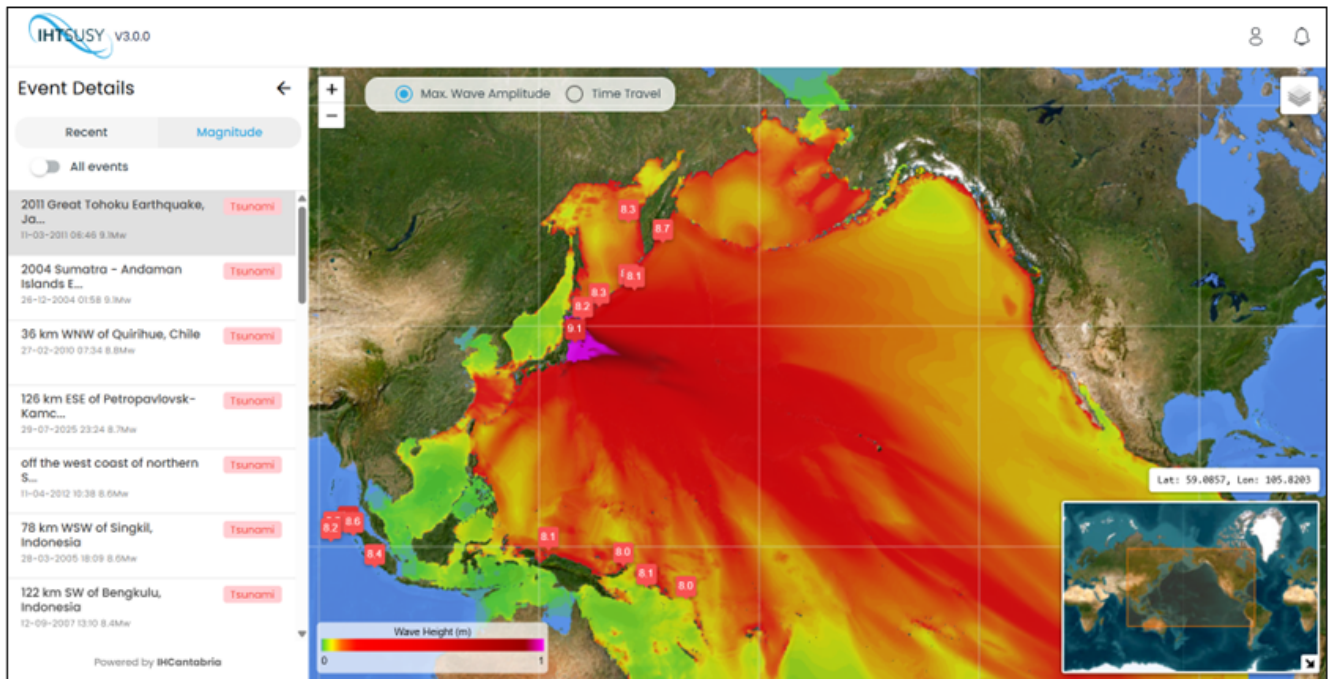 IHTSUSY V3.0.0
Event Details
Recent
Magnitude
All events
2011 Great Tohoku Earthquake,
Ja...
Tsunami
11-03-2011 06:46 9.1Mw
2004 Sumatra - Andaman
Islands E...
Tsunami
26-12-2004 01:58 9.1Mw
36 km WNW of Quirihue, Chile
Tsunami
27-02-2010 07:34 8.8Mw
126 km ESE of Petropavlovsk-
Kamc...
Tsunami
29-07-2025 23:24 8.7Mw
off the west coast of northern
S...
Tsunami
11-04-2012 10:38 8.6Mw
78 km WSW of Singkil,
Indonesia
Tsunami
28-03-2005 18:09 8.6Mw
122 km SW of Bengkulu,
Indonesia
Tsunami
12-09-2007 13:10 8.4Mw
Powered by IHCantabria
+
−
Max. Wave Amplitude
Time Travel
8.3
8.7
8.1
8.3
8.2
9.1
8.6
8.2
8.4
8.1
8.0
8.1
8.0
Lat: 59.0857, Lon: 105.8203
Wave Height (m)
0
1